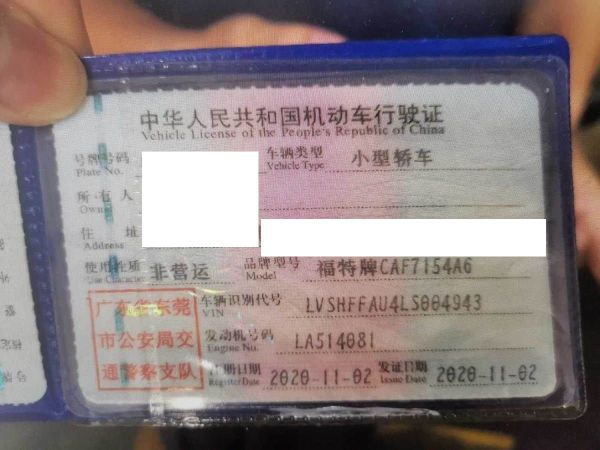 中华人民共和国机动车行驶证
Vehicle License of the People's Republic of China
号牌号码 车辆类型 小型轿车
Plate No. Vehicle Type
所有人
Owner
住 址
Address
使用性质 非营运 品牌型号 福特牌CAF7154A6
Use Character Model
广东省东莞 车辆识别代号 LVSHFFAU4LS004943
VIN
市公安局交 发动机号码 LA514081
Engine No.
通警察支队 注册日期 2020-11-02 发证日期 2020-11-02
Register Date Issue Date